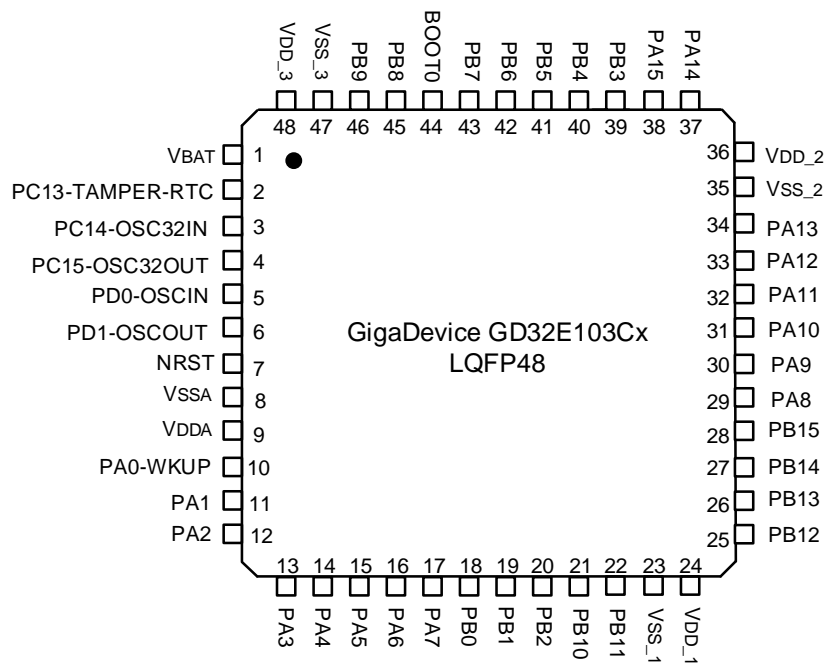 VDD_3
VSS_3
PB9
PB8
BOOT0
PB7
PB6
PB5
PB4
PB3
PA15
PA14
48
47
46
45
44
43
42
41
40
39
38
37
VBAT 1
PC13-TAMPER-RTC 2
PC14-OSC32IN 3
PC15-OSC32OUT 4
PD0-OSCIN 5
PD1-OSCOUT 6
NRST 7
VSSA 8
VDDA 9
PA0-WKUP 10
PA1 11
PA2 12
GigaDevice GD32E103Cx
LQFP48
36 VDD_2
35 VSS_2
34 PA13
33 PA12
32 PA11
31 PA10
30 PA9
29 PA8
28 PB15
27 PB14
26 PB13
25 PB12
13
14
15
16
17
18
19
20
21
22
23
24
PA3
PA4
PA5
PA6
PA7
PB0
PB1
PB2
PB10
PB11
VSS_1
VDD_1